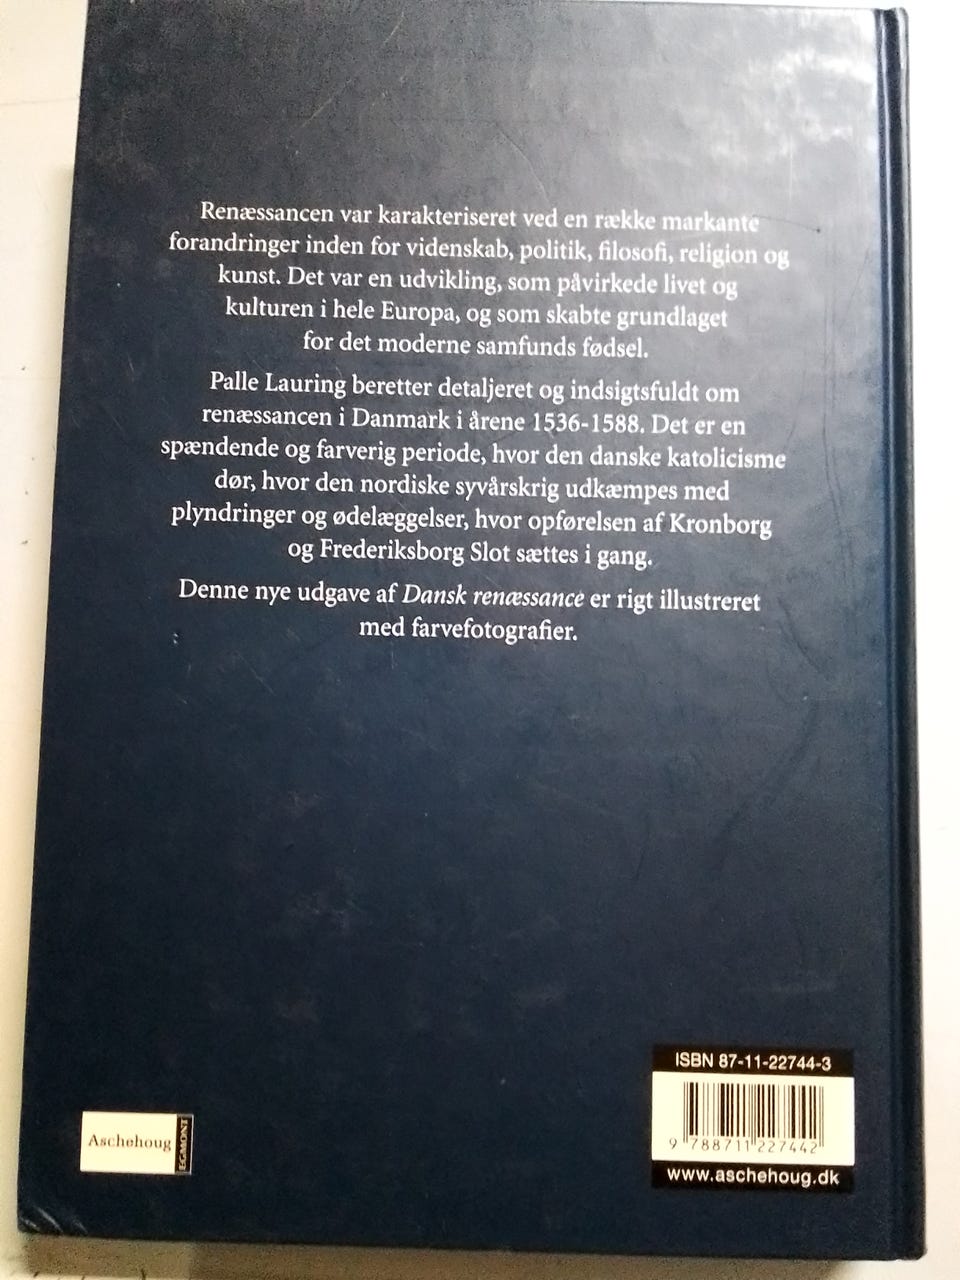 Renæssancen var karakteriseret ved en række markante
forandringer inden for videnskab, politik, filosofi, religion og
kunst. Det var en udvikling, som påvirkede livet og
kulturen i hele Europa, og som skabte grundlaget
for det moderne samfunds fødsel.
Palle Lauring beretter detaljeret og indsigtsfuldt om
renæssancen i Danmark i årene 1536-1588. Det er en
spændende og farverig periode, hvor den danske katolicisme
dør, hvor den nordiske syvårskrig udkæmpes med
plyndringer og ødelæggelser, hvor opførelsen af Kronborg
og Frederiksborg Slot sættes i gang.
Denne nye udgave af Dansk renæssance er rigt illustreret
med farvefotografier.
ISBN 87-11-22744-3
9 788711 227442
www.aschehoug.dk
Aschehoug
EGMONT